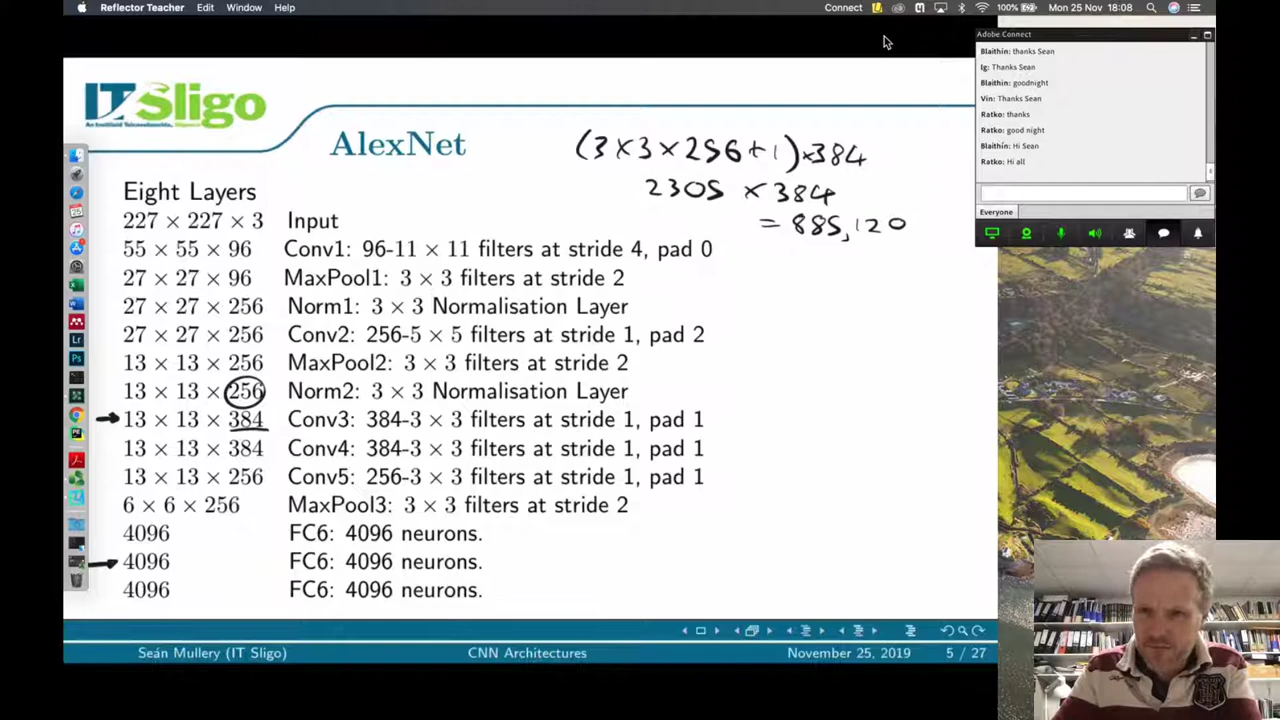 Reflector Teacher Edit Window Help
Connect 100% Mon 25 Nov 18:08
Adobe Connect
Blaithin: thanks Sean
Ig: Thanks Sean
Blaithin: goodnight
Vin: Thanks Sean
Ratko: thanks
Ratko: good night
Blaithín: Hi Sean
Ratko: Hi all
Everyone
IT Sligo
AlexNet
(3×3×256+1)×384
2305 ×384
= 885,120
Eight Layers
227 × 227 × 3 Input
55 × 55 × 96 Conv1: 96-11 × 11 filters at stride 4, pad 0
27 × 27 × 96 MaxPool1: 3 × 3 filters at stride 2
27 × 27 × 256 Norm1: 3 × 3 Normalisation Layer
27 × 27 × 256 Conv2: 256-5 × 5 filters at stride 1, pad 2
13 × 13 × 256 MaxPool2: 3 × 3 filters at stride 2
13 × 13 × 256 Norm2: 3 × 3 Normalisation Layer
13 × 13 × 384 Conv3: 384-3 × 3 filters at stride 1, pad 1
13 × 13 × 384 Conv4: 384-3 × 3 filters at stride 1, pad 1
13 × 13 × 256 Conv5: 256-3 × 3 filters at stride 1, pad 1
6 × 6 × 256 MaxPool3: 3 × 3 filters at stride 2
4096 FC6: 4096 neurons.
4096 FC6: 4096 neurons.
4096 FC6: 4096 neurons.
Seán Mullery (IT Sligo) CNN Architectures November 25, 2019 5 / 27